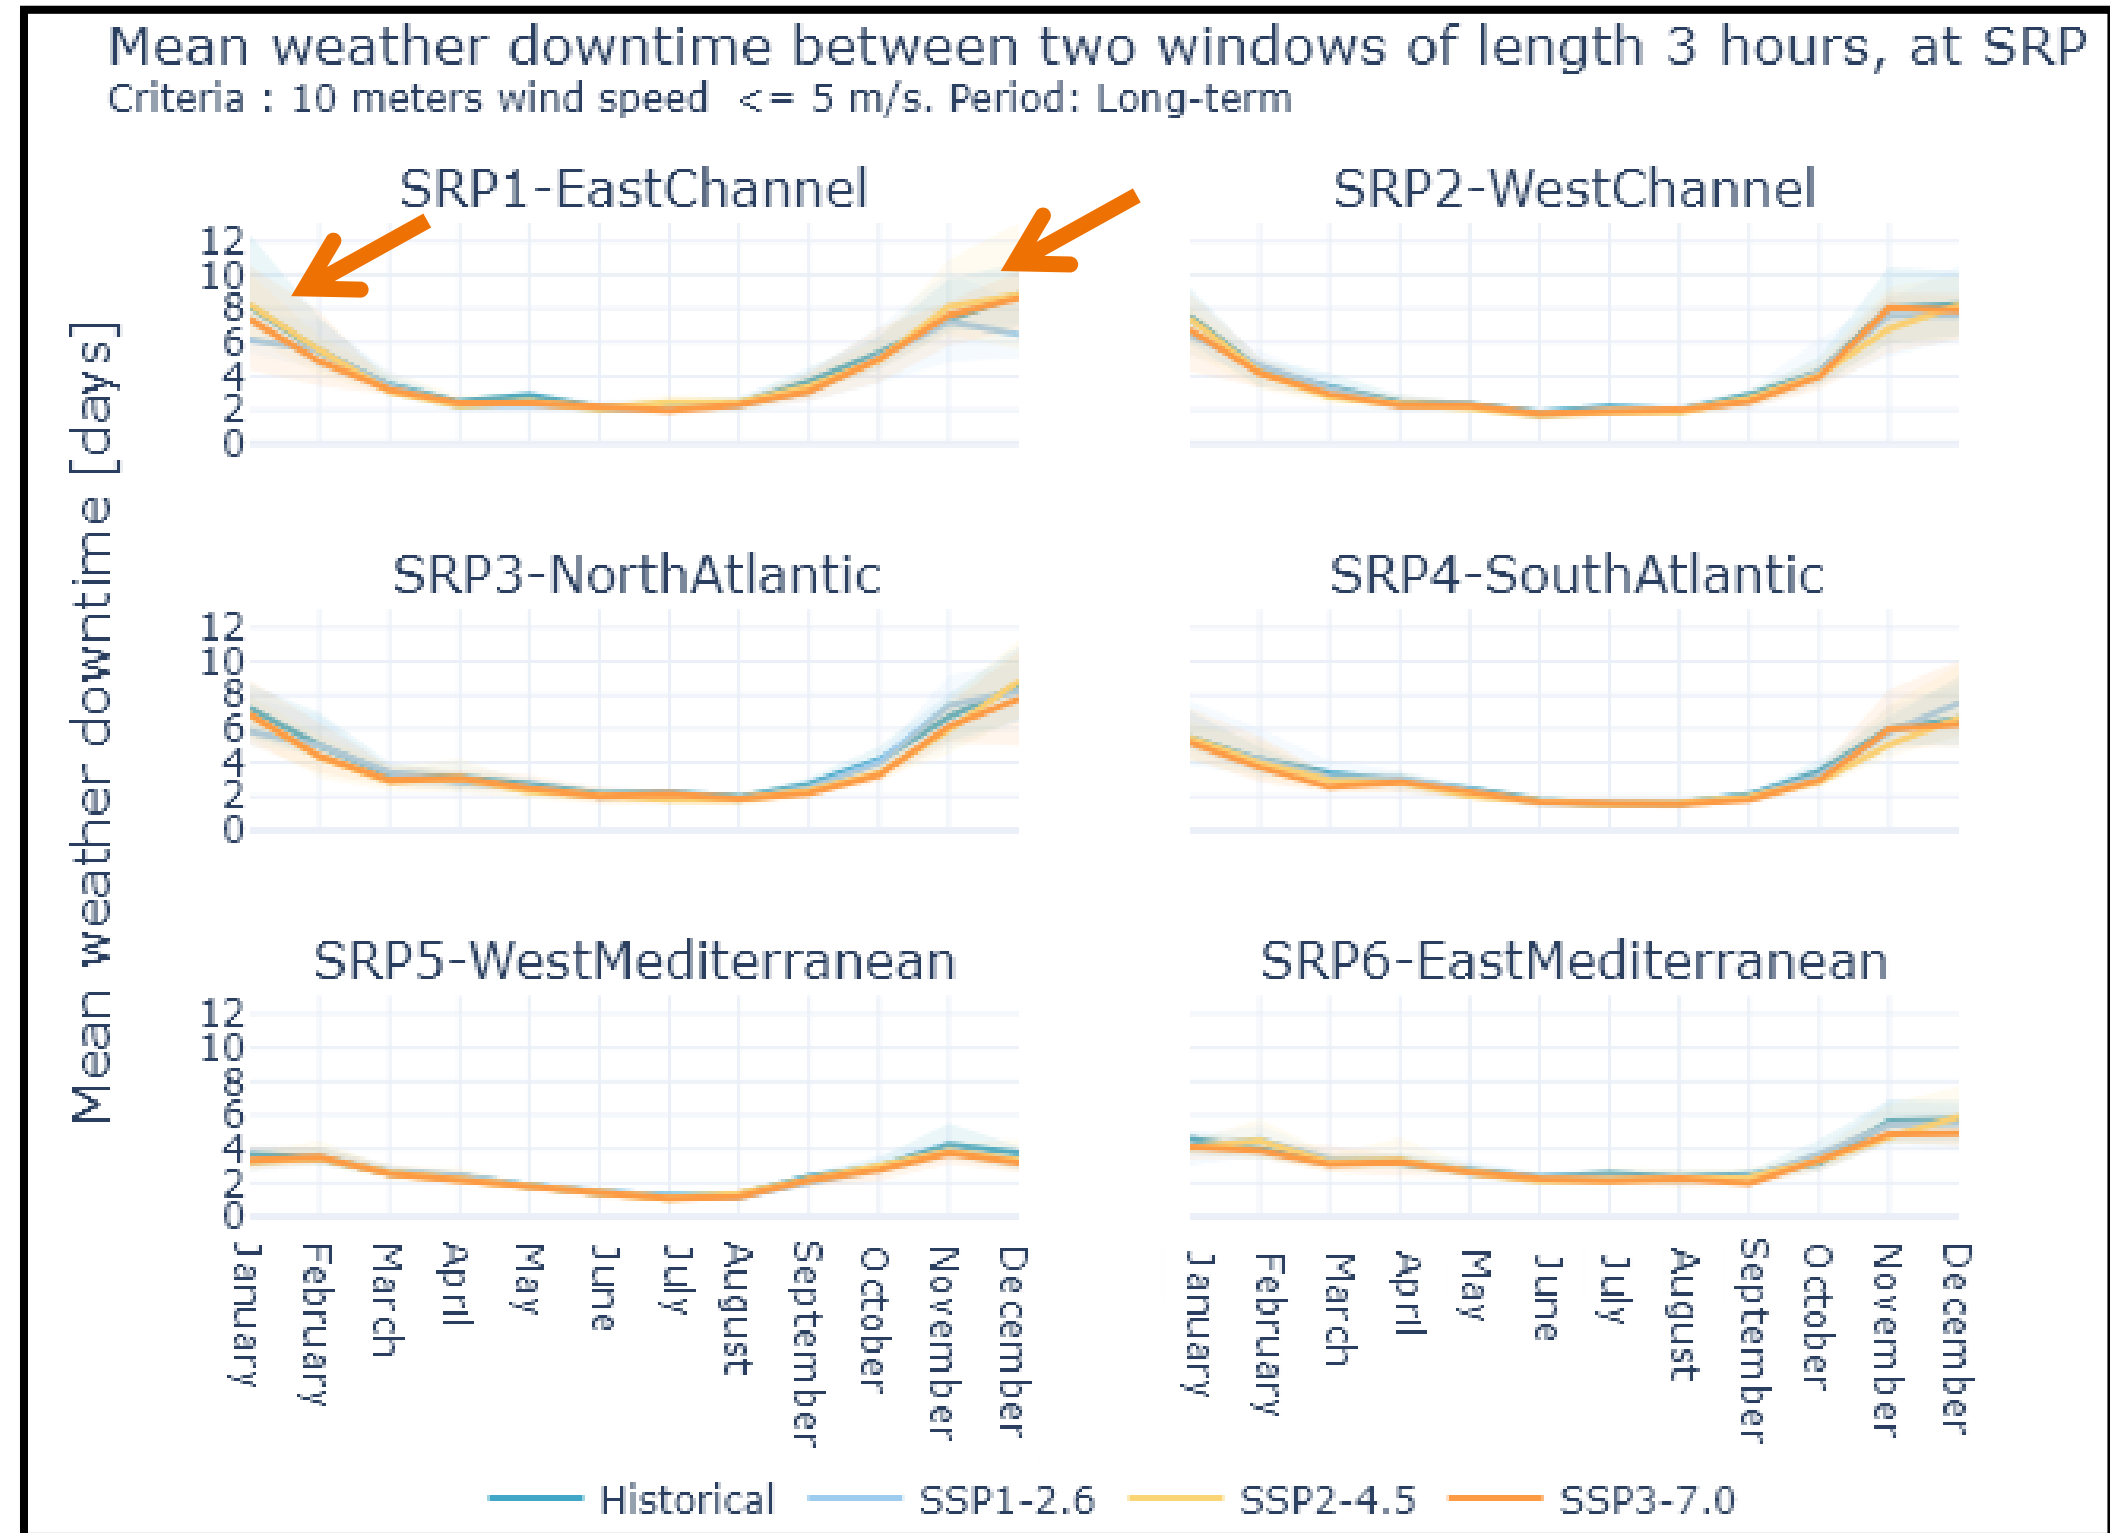 Mean weather downtime between two windows of length 3 hours, at SRP
Criteria : 10 meters wind speed <= 5 m/s. Period: Long-term
Mean weather downtime [days]
SRP1-EastChannel
12
10
8
6
4
2
0
SRP2-WestChannel
SRP3-NorthAtlantic
12
10
8
6
4
2
0
SRP4-SouthAtlantic
SRP5-WestMediterranean
12
10
8
6
4
2
0
SRP6-EastMediterranean
January
February
March
April
May
June
July
August
September
October
November
December
January
February
March
April
May
June
July
August
September
October
November
December
Historical SSP1-2.6 SSP2-4.5 SSP3-7.0